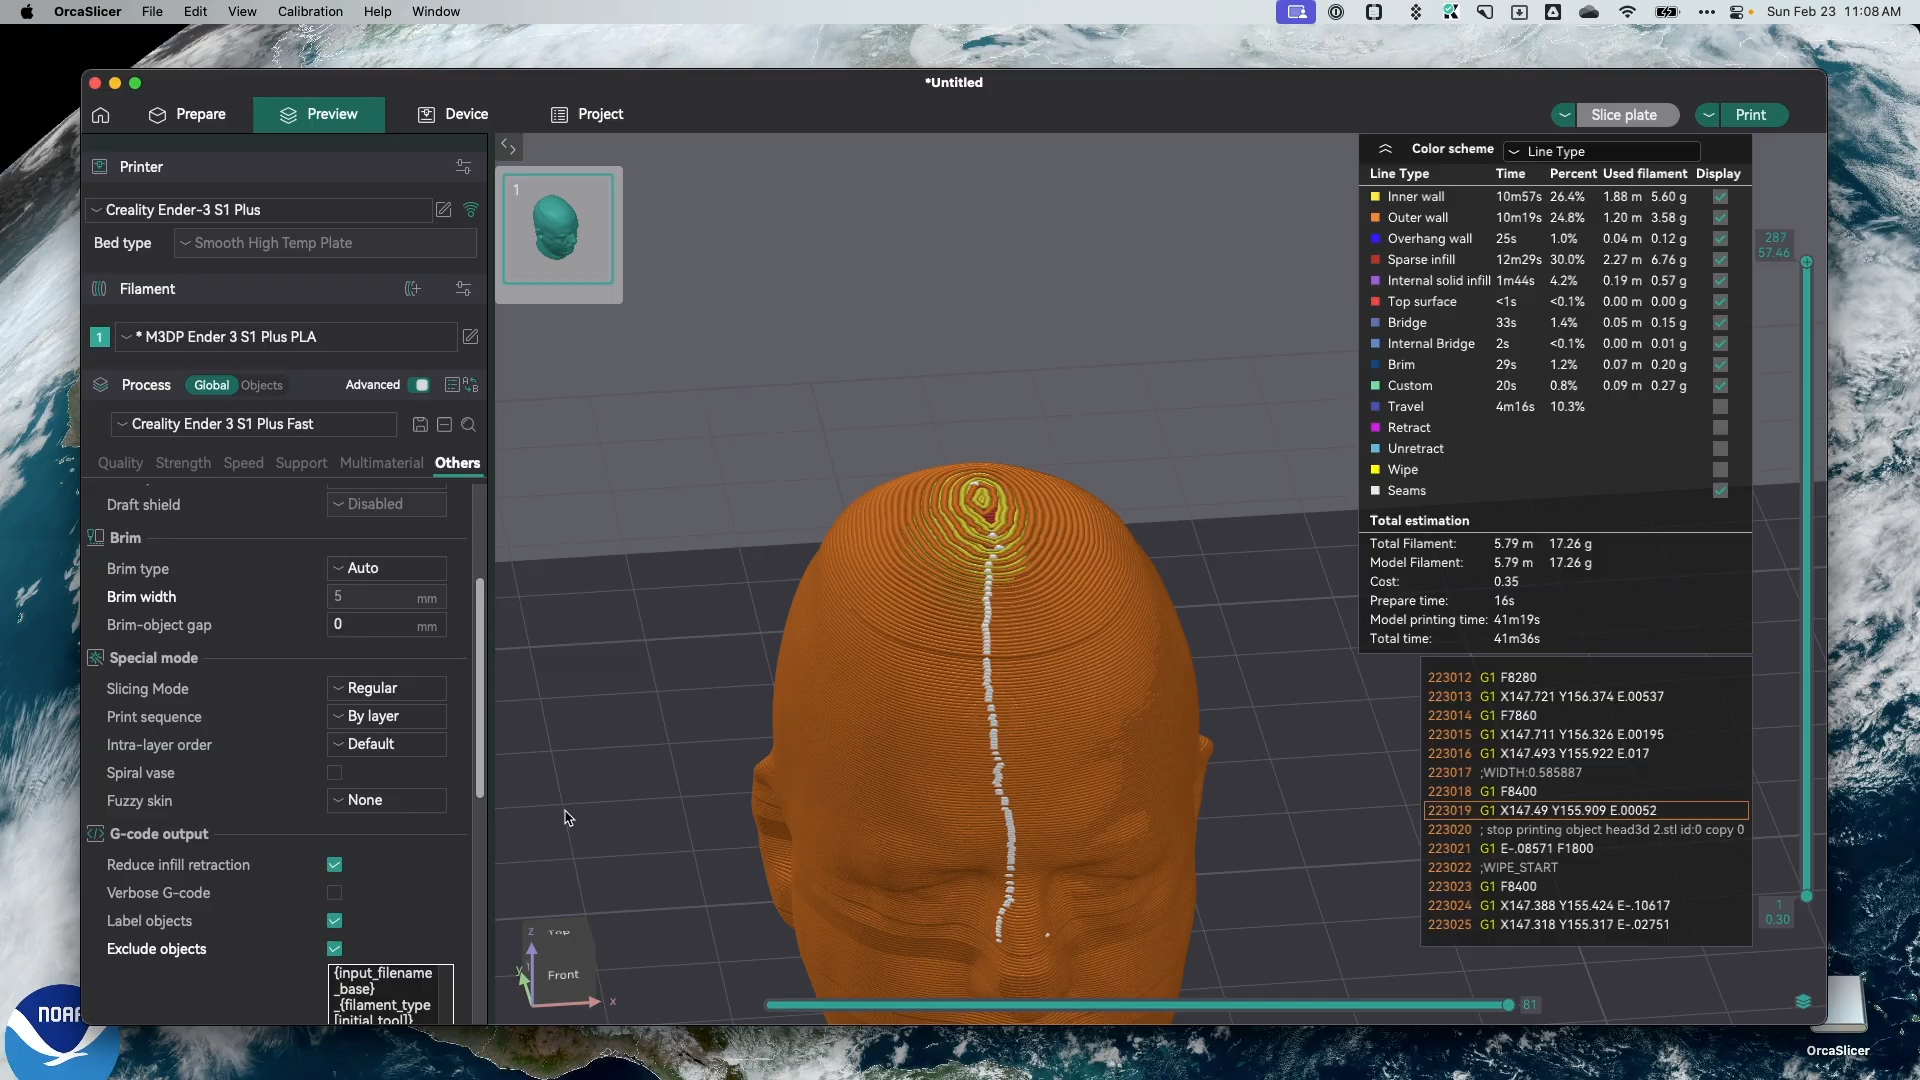 OrcaSlicer File Edit View Calibration Help Window Sun Feb 23 11:08 AM
*Untitled
Prepare Preview Device Project Slice plate Print
Printer
Creality Ender-3 S1 Plus
Bed type Smooth High Temp Plate
Filament
1 * M3DP Ender 3 S1 Plus PLA
Process Global Objects Advanced
Creality Ender 3 S1 Plus Fast
Quality Strength Speed Support Multimaterial Others
Draft shield Disabled
Brim
Brim type Auto
Brim width 5 mm
Brim-object gap 0 mm
Special mode
Slicing Mode Regular
Print sequence By layer
Intra-layer order Default
Spiral vase
Fuzzy skin None
G-code output
Reduce infill retraction
Verbose G-code
Label objects
Exclude objects
{input_filename
_base}
_{filament_type
[initial_tool]}
1
Color scheme Line Type
Line Type Time Percent Used filament Display
Inner wall 10m57s 26.4% 1.88 m 5.60 g
Outer wall 10m19s 24.8% 1.20 m 3.58 g
Overhang wall 25s 1.0% 0.04 m 0.12 g
Sparse infill 12m29s 30.0% 2.27 m 6.76 g
Internal solid infill 1m44s 4.2% 0.19 m 0.57 g
Top surface <1s <0.1% 0.00 m 0.00 g
Bridge 33s 1.4% 0.05 m 0.15 g
Internal Bridge 2s <0.1% 0.00 m 0.01 g
Brim 29s 1.2% 0.07 m 0.20 g
Custom 20s 0.8% 0.09 m 0.27 g
Travel 4m16s 10.3%
Retract
Unretract
Wipe
Seams
Total estimation
Total Filament: 5.79 m 17.26 g
Model Filament: 5.79 m 17.26 g
Cost: 0.35
Prepare time: 16s
Model printing time: 41m19s
Total time: 41m36s
287
57.46
223012 G1 F8280
223013 G1 X147.721 Y156.374 E.00537
223014 G1 F7860
223015 G1 X147.711 Y156.326 E.00195
223016 G1 X147.493 Y155.922 E.017
223017 ;WIDTH:0.585887
223018 G1 F8400
223019 G1 X147.49 Y155.909 E.00052
223020 ; stop printing object head3d 2.stl id:0 copy 0
223021 G1 E-.08571 F1800
223022 ;WIPE_START
223023 G1 F8400
223024 G1 X147.388 Y155.424 E-.10617
223025 G1 X147.318 Y155.317 E-.02751
1
0.30
Top
Front
z
y
x
81
OrcaSlicer